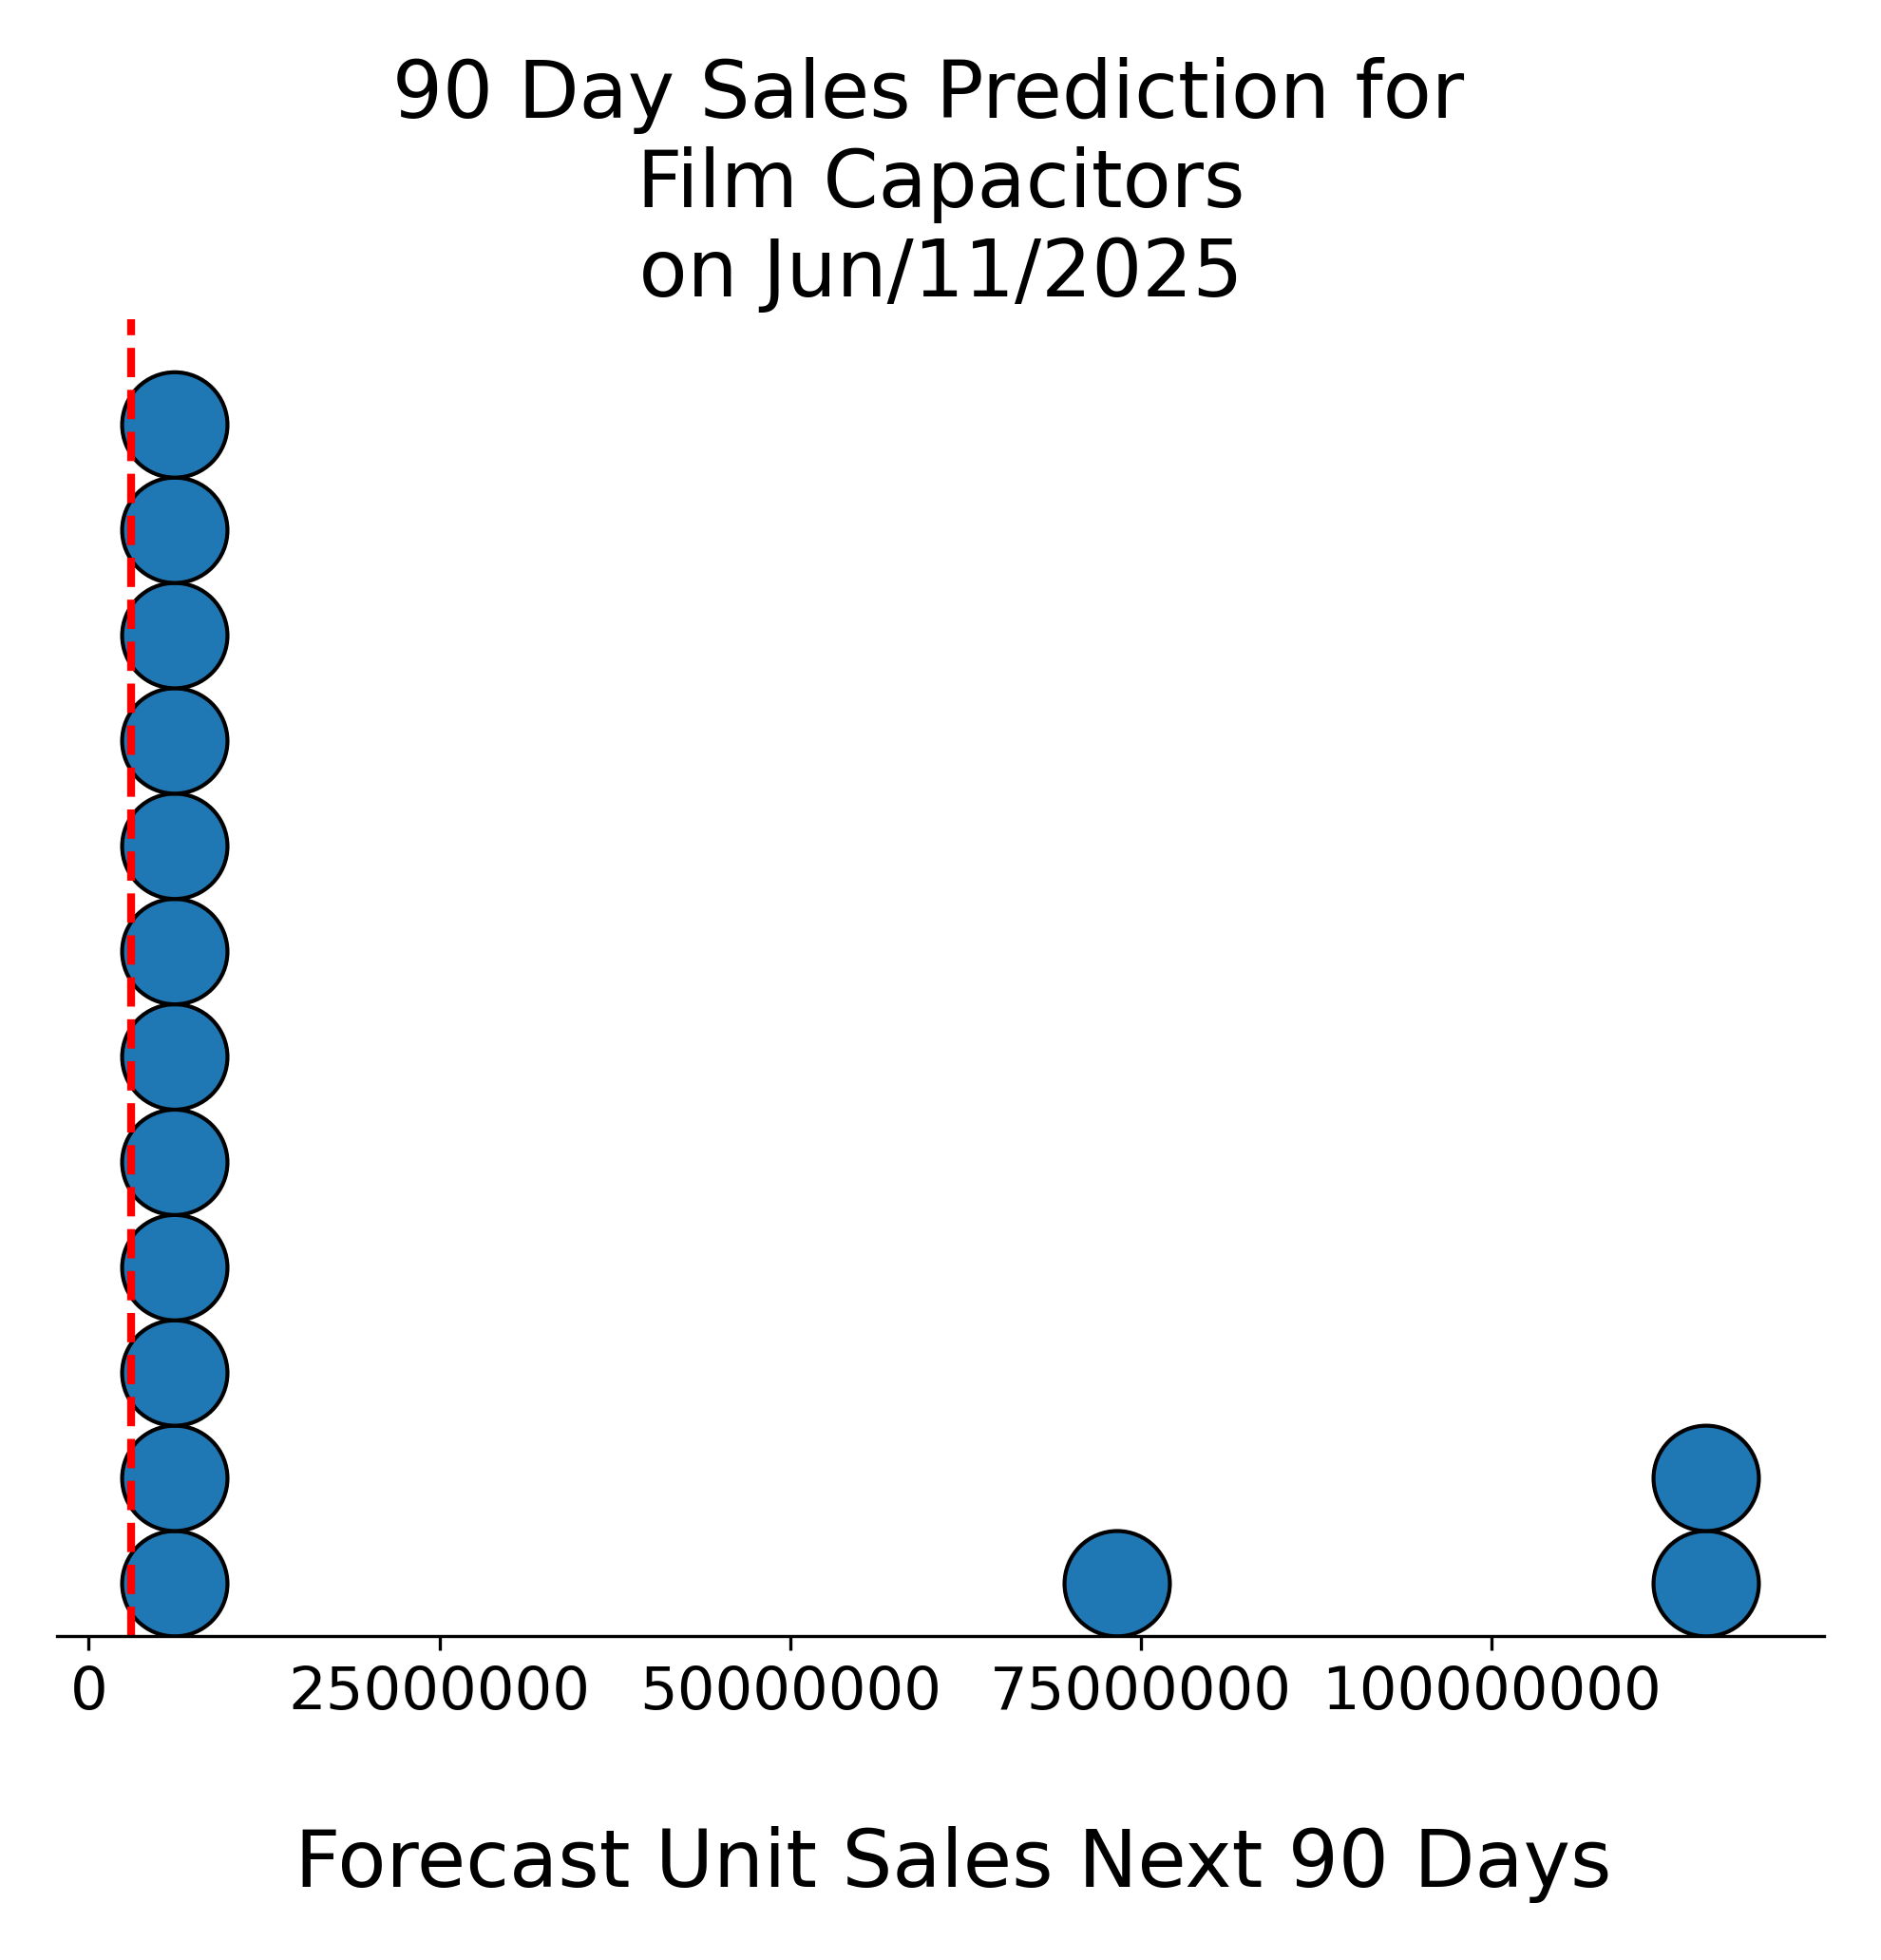 90 Day Sales Prediction for
Film Capacitors
on Jun/11/2025
0 25000000 50000000 75000000 100000000
Forecast Unit Sales Next 90 Days